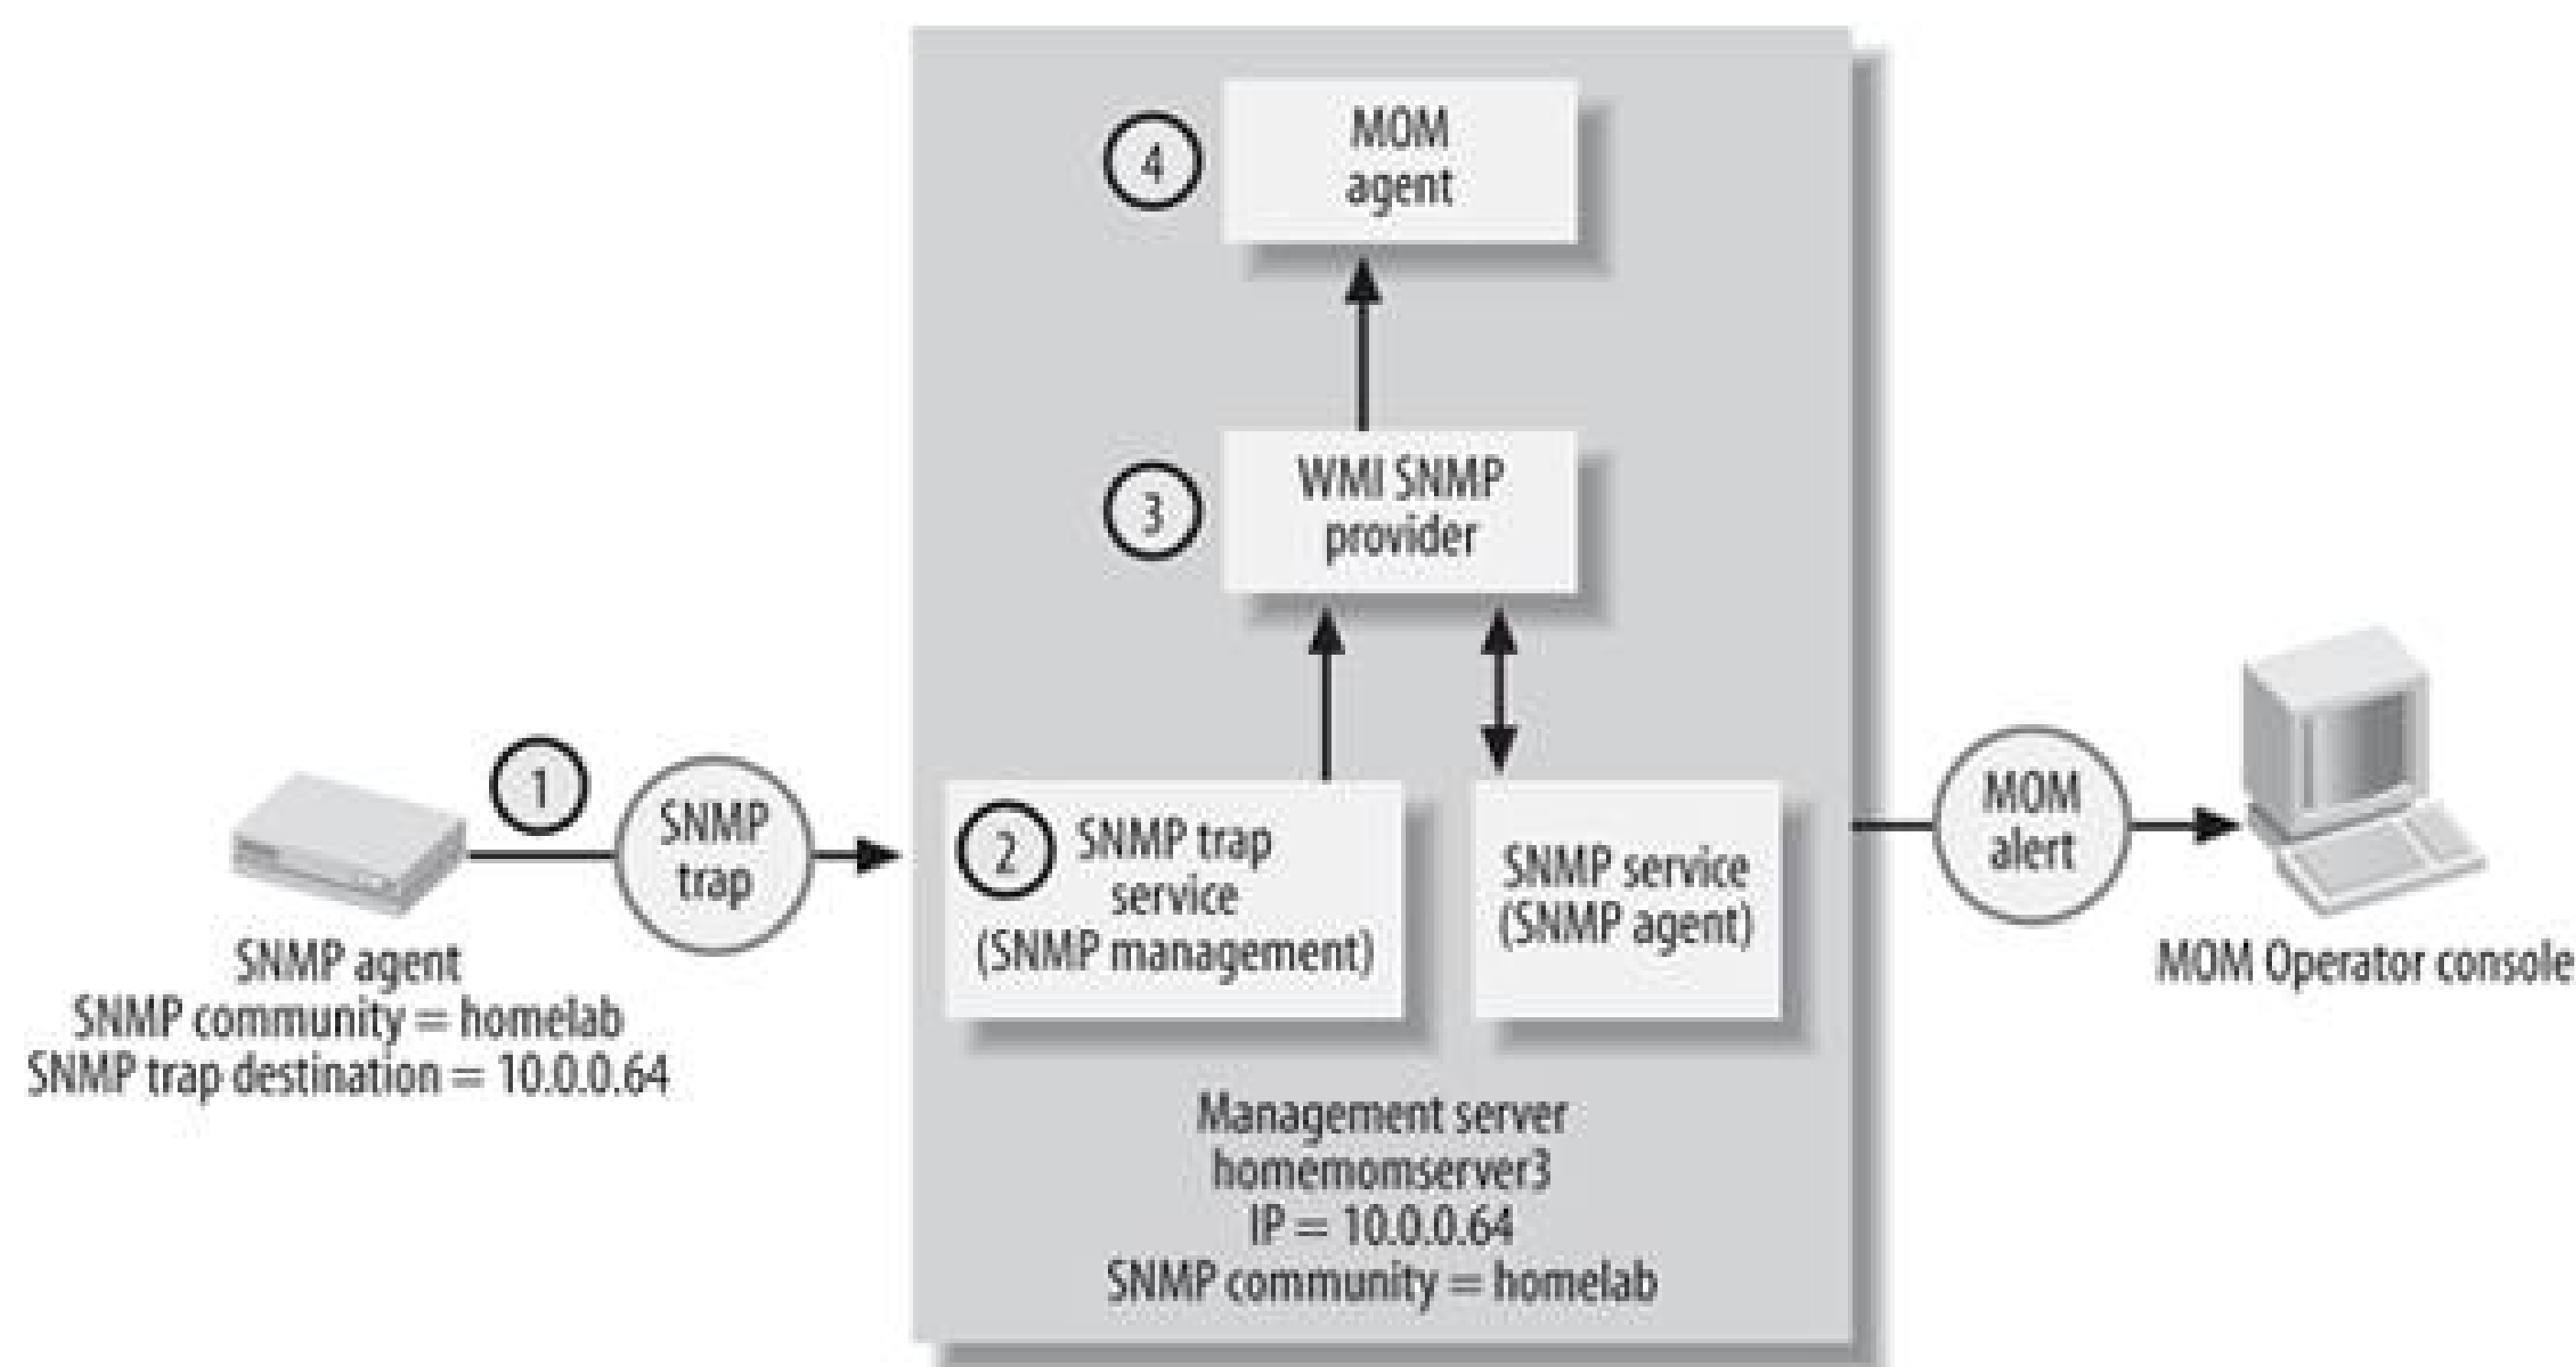 4
MOM
agent
3
WMI SNMP
provider
1
SNMP
trap
2
SNMP trap
service
(SNMP management)
SNMP service
(SNMP agent)
MOM
alert
SNMP agent
SNMP community = homelab
SNMP trap destination = 10.0.0.64
MOM Operator console
Management server
homemomserver3
IP = 10.0.0.64
SNMP community = homelab